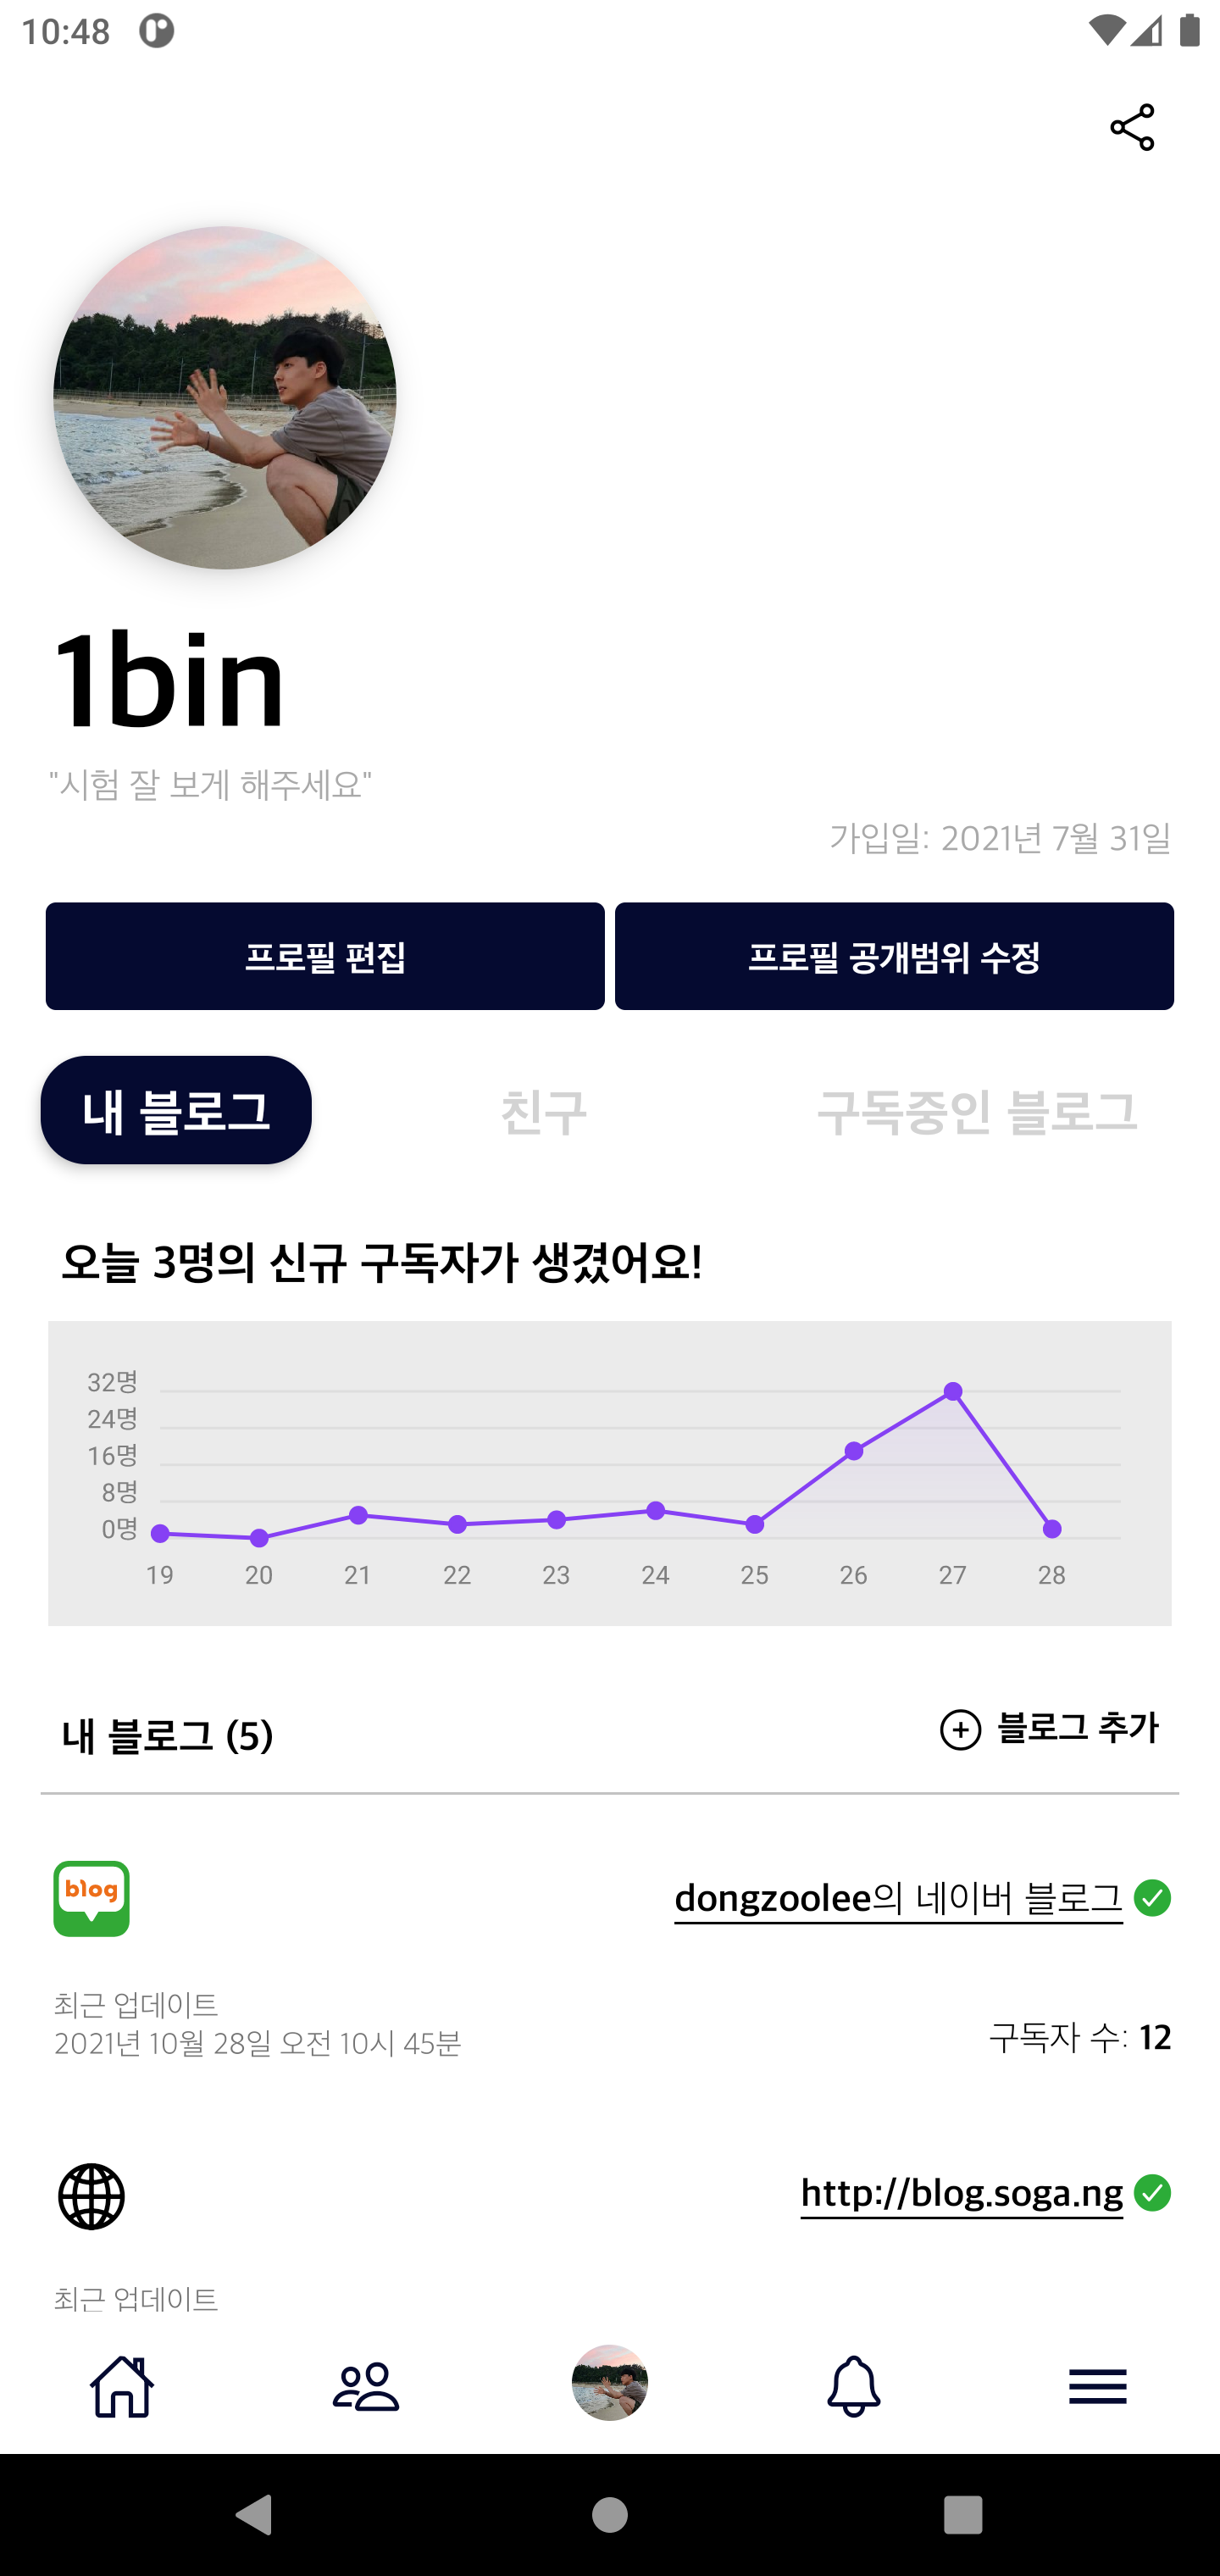 10:48
1bin
"시험 잘 보게 해주세요"
가입일: 2021년 7월 31일
프로필 편집
프로필 공개범위 수정
내 블로그
친구
구독중인 블로그
오늘 3명의 신규 구독자가 생겼어요!
32명
24명
16명
8명
0명
19 20 21 22 23 24 25 26 27 28
내 블로그 (5)
블로그 추가
blog
dongzoolee의 네이버 블로그
최근 업데이트
2021년 10월 28일 오전 10시 45분
구독자 수: 12
http://blog.soga.ng
최근 업데이트